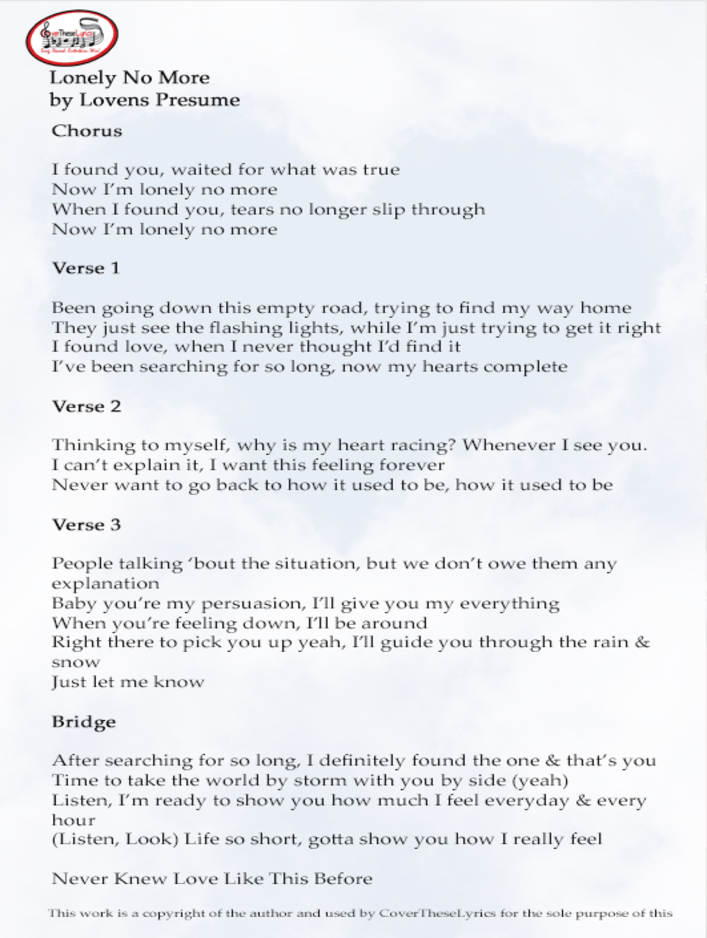 CoverTheseLyrics
Lonely No More
by Lovens Presume
Chorus
I found you, waited for what was true
Now I’m lonely no more
When I found you, tears no longer slip through
Now I’m lonely no more
Verse 1
Been going down this empty road, trying to find my way home
They just see the flashing lights, while I’m just trying to get it right
I found love, when I never thought I’d find it
I’ve been searching for so long, now my hearts complete
Verse 2
Thinking to myself, why is my heart racing? Whenever I see you.
I can’t explain it, I want this feeling forever
Never want to go back to how it used to be, how it used to be
Verse 3
People talking ‘bout the situation, but we don’t owe them any
explanation
Baby you’re my persuasion, I’ll give you my everything
When you’re feeling down, I’ll be around
Right there to pick you up yeah, I’ll guide you through the rain &
snow
Just let me know
Bridge
After searching for so long, I definitely found the one & that’s you
Time to take the world by storm with you by side (yeah)
Listen, I’m ready to show you how much I feel everyday & every
hour
(Listen, Look) Life so short, gotta show you how I really feel
Never Knew Love Like This Before
This work is a copyright of the author and used by CoverTheseLyrics for the sole purpose of this